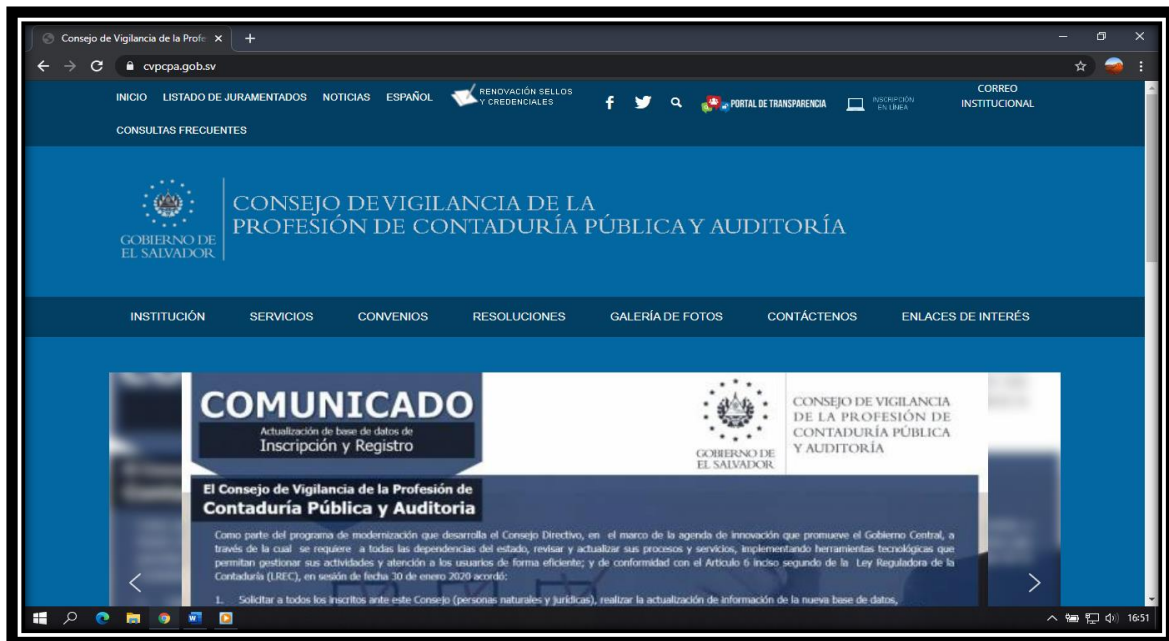 Consejo de Vigilancia de la Profe
cvpcpa.gob.sv
INICIO LISTADO DE JURAMENTADOS NOTICIAS ESPAÑOL RENOVACIÓN SELLOS Y CREDENCIALES PORTAL DE TRANSPARENCIA INSCRIPCIÓN EN LÍNEA CORREO INSTITUCIONAL
CONSULTAS FRECUENTES
GOBIERNO DE
EL SALVADOR
CONSEJO DE VIGILANCIA DE LA
PROFESIÓN DE CONTADURÍA PÚBLICA Y AUDITORÍA
INSTITUCIÓN SERVICIOS CONVENIOS RESOLUCIONES GALERÍA DE FOTOS CONTÁCTENOS ENLACES DE INTERÉS
COMUNICADO
Actualización de base de datos de
Inscripción y Registro
GOBIERNO DE
EL SALVADOR
CONSEJO DE VIGILANCIA
DE LA PROFESIÓN DE
CONTADURÍA PÚBLICA
Y AUDITORÍA
El Consejo de Vigilancia de la Profesión de
Contaduría Pública y Auditoria
Como parte del programa de modernización que desarrolla el Consejo Directivo, en el marco de la agenda de innovación que promueve el Gobierno Central, a
través de la cual se requiere a todas las dependencias del estado, revisar y actualizar sus procesos y servicios, implementando herramientas tecnológicas que
permitan gestionar sus actividades y atención a los usuarios de forma eficiente; y de conformidad con el Artículo 6 inciso segundo de la Ley Reguladora de la
Contaduría (LREC), en sesión de fecha 30 de enero 2020 acordó:
1. Solicitar a todos los inscritos ante este Consejo (personas naturales y jurídicas), realizar la actualización de información de la nueva base de datos,
16:51